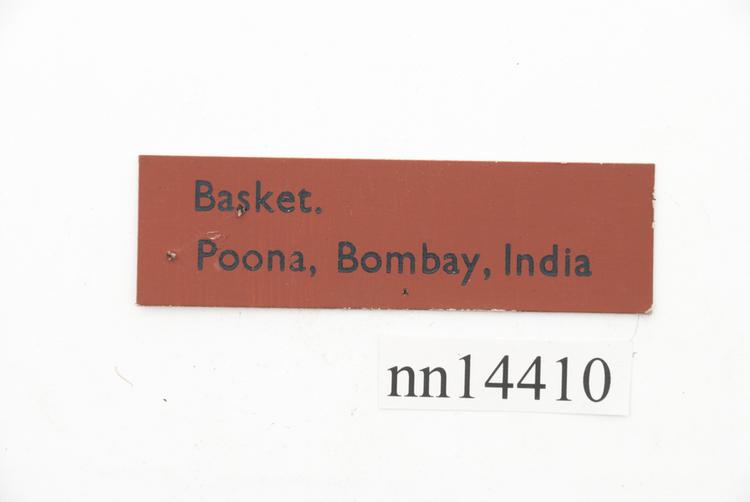 Basket.
Poona, Bombay, India
nn14410